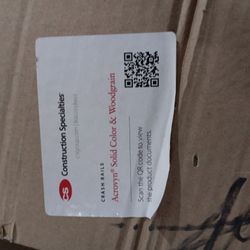 CS
Construction Specialties®
CRASH RAILS
Acrovyn® Solid Color & Woodgrain
Scan the QR code to view
the product documents.